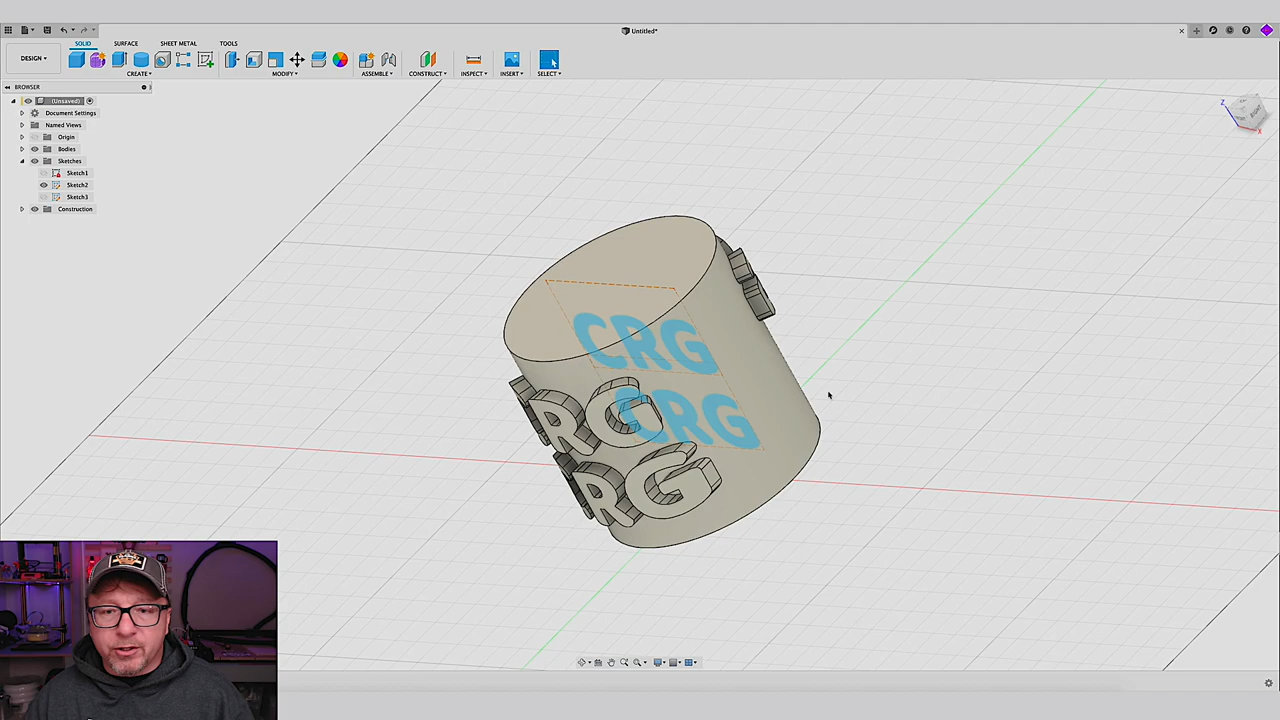 Untitled*
SOLID SURFACE SHEET METAL TOOLS
DESIGN
CREATE MODIFY ASSEMBLE CONSTRUCT INSPECT INSERT SELECT
BROWSER
(Unsaved)
Document Settings
Named Views
Origin
Bodies
Sketches
Sketch1
Sketch2
Sketch3
Construction
Z
X
CRG
CRG
RG
RG